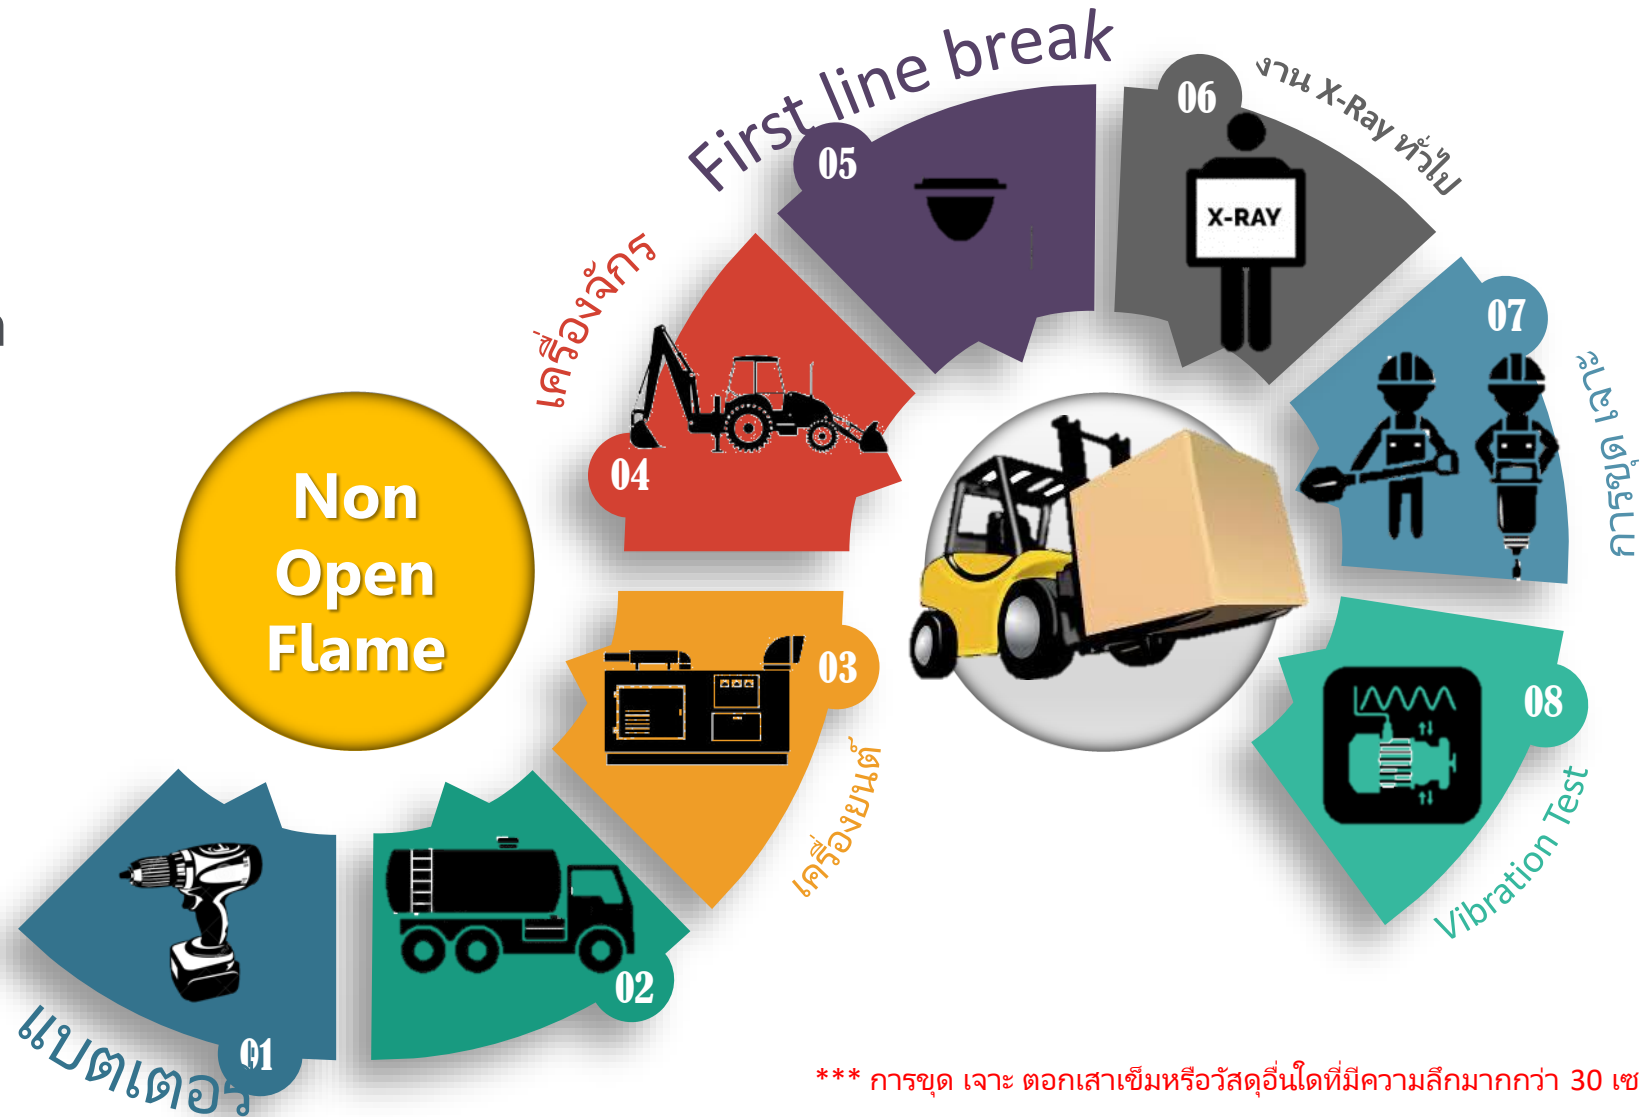 First line break
งาน X-Ray ทั่วไป
06
05
X-RAY
เครื่องจักร
07
การขุด เจาะ
04
Non
Open
Flame
03
08
เครื่องยนต์
Vibration Test
02
01
แบตเตอรี่
*** การขุด เจาะ ตอกเสาเข็มหรือวัสดุอื่นใดที่มีความลึกมากกว่า 30 เซ